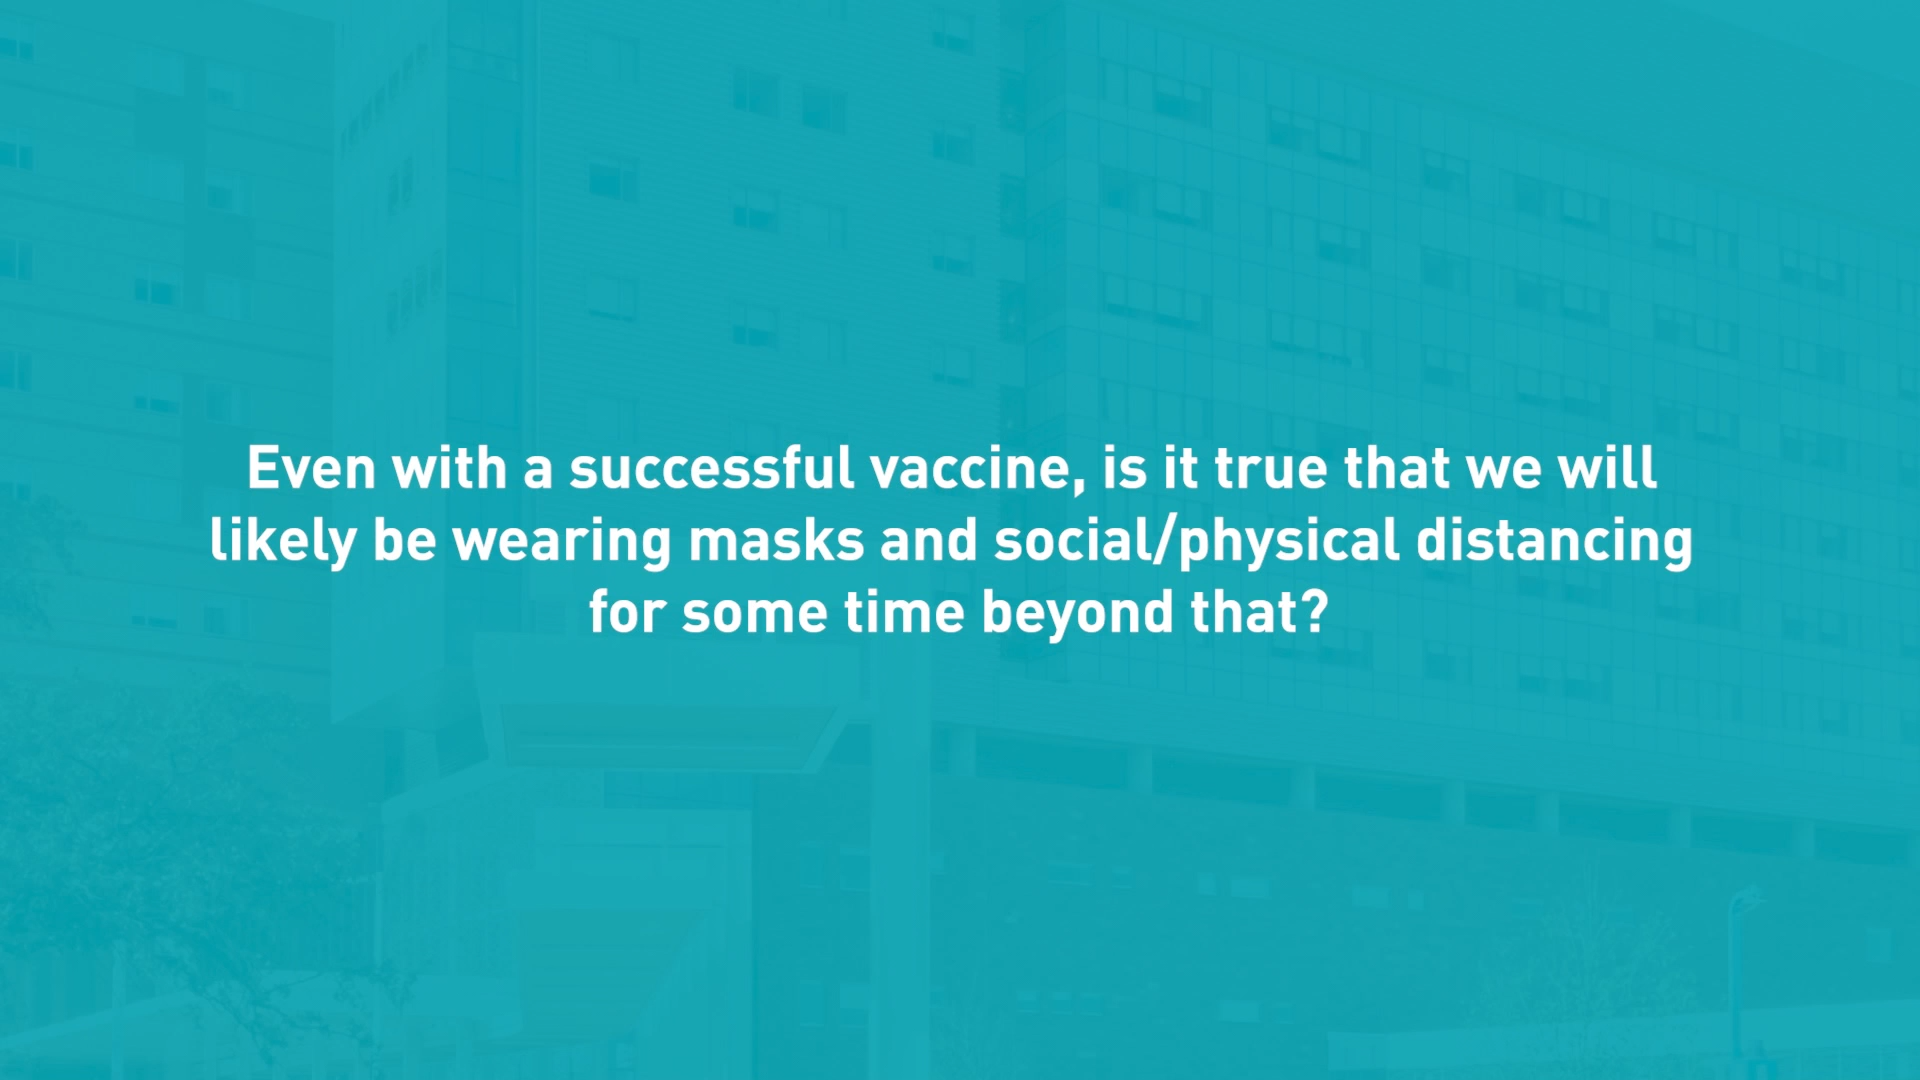 Even with a successful vaccine, is it true that we will
likely be wearing masks and social/physical distancing
for some time beyond that?